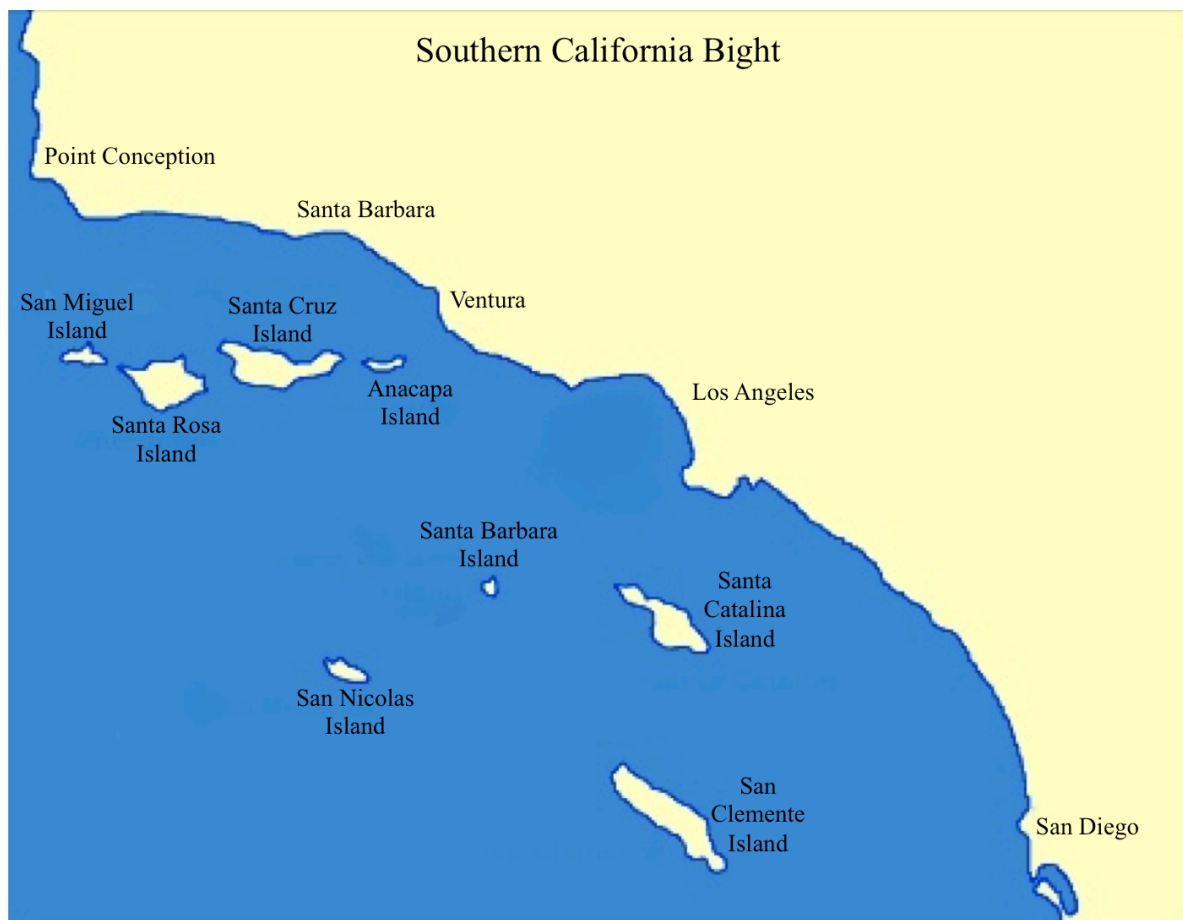 Southern California Bight
Point Conception
Santa Barbara
San Miguel
Island
Santa Cruz
Island
Ventura
Anacapa
Island
Los Angeles
Santa Rosa
Island
Santa Barbara
Island
Santa
Catalina
Island
San Nicolas
Island
San
Clemente
Island
San Diego